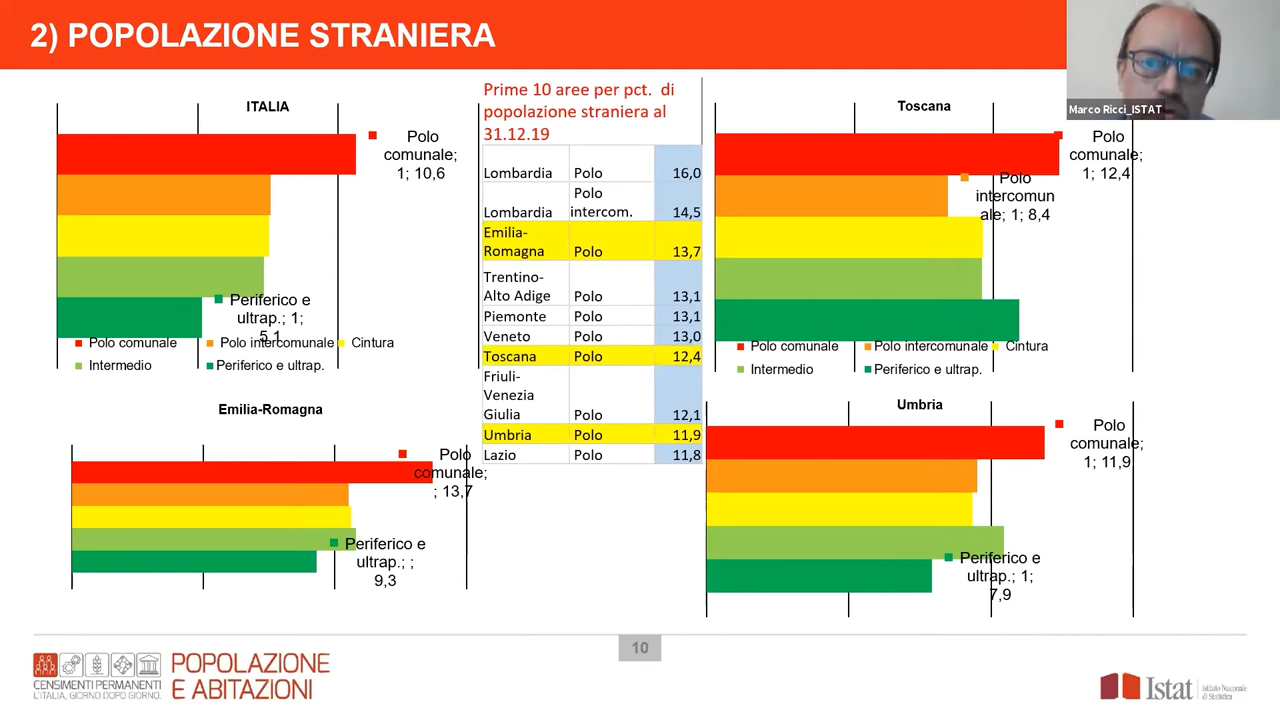 2) POPOLAZIONE STRANIERA
Marco Ricci_ISTAT
ITALIA
Polo
comunale;
1; 10,6
Periferico e
ultrap.; 1;
5,1
Polo comunale
Polo intercomunale
Cintura
Intermedio
Periferico e ultrap.
Emilia-Romagna
Polo
comunale;
; 13,7
Periferico e
ultrap.; ;
9,3
Prime 10 aree per pct. di
popolazione straniera al
31.12.19
Lombardia Polo 16,0
Lombardia Polo intercom. 14,5
Emilia-
Romagna Polo 13,7
Trentino-
Alto Adige Polo 13,1
Piemonte Polo 13,1
Veneto Polo 13,0
Toscana Polo 12,4
Friuli-
Venezia
Giulia Polo 12,1
Umbria Polo 11,9
Lazio Polo 11,8
Toscana
Polo
comunale;
1; 12,4
Polo
intercomun
ale; 1; 8,4
Polo comunale
Polo intercomunale
Cintura
Intermedio
Periferico e ultrap.
Umbria
Polo
comunale;
1; 11,9
Periferico e
ultrap.; 1;
7,9
10
CENSIMENTI PERMANENTI
L'ITALIA, GIORNO DOPO GIORNO.
POPOLAZIONE
E ABITAZIONI
Istat
Istituto Nazionale
di Statistica